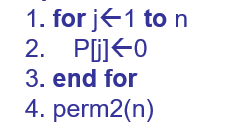 1. for j←1 to n
2. P[j]←0
3. end for
4. perm2(n)